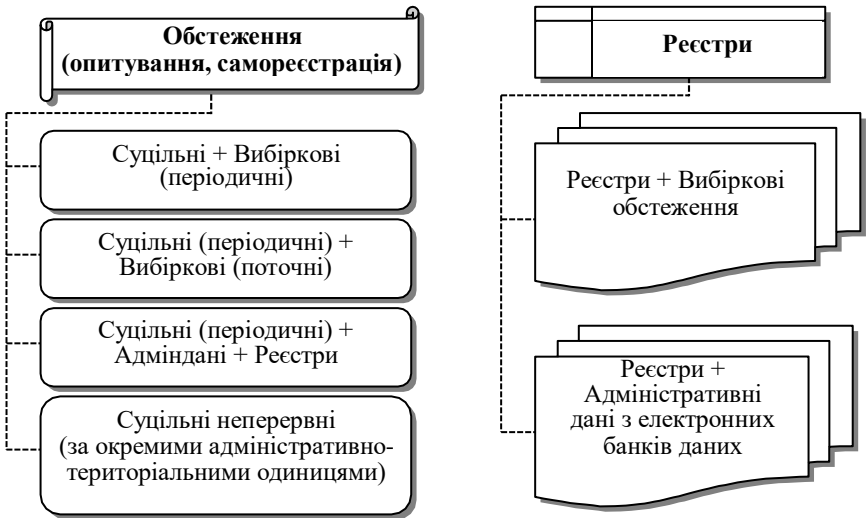 Обстеження
(опитування, самореєстрація)
Суцільні + Вибіркові
(періодичні)
Суцільні (періодичні) +
Вибіркові (поточні)
Суцільні (періодичні) +
Адміндані + Реєстри
Суцільні неперервні
(за окремими адміністративно-
територіальними одиницями)
Реєстри
Реєстри + Вибіркові
обстеження
Реєстри +
Адміністративні
дані з електронних
банків даних